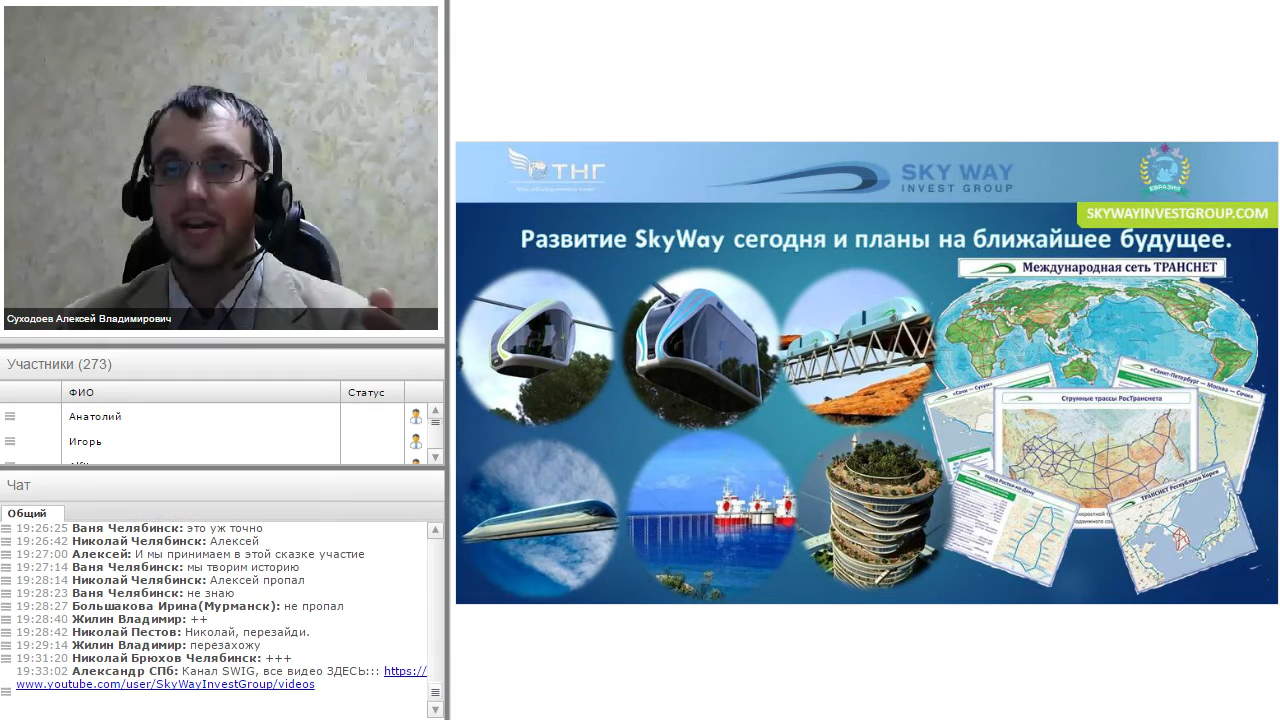 Суходоев Алексей Владимирович
Участники (273)
ФИО
Статус
Анатолий
Игорь
Чат
Общий
19:26:25 Ваня Челябинск: это уж точно
19:26:42 Николай Челябинск: Алексей
19:27:00 Алексей: И мы принимаем в этой сказке участие
19:27:14 Ваня Челябинск: мы творим историю
19:28:14 Николай Челябинск: Алексей пропал
19:28:23 Ваня Челябинск: не знаю
19:28:27 Большакова Ирина(Мурманск): не пропал
19:28:40 Жилин Владимир: ++
19:28:42 Николай Пестов: Николай, перезайди.
19:29:14 Жилин Владимир: перезахожу
19:31:20 Николай Брюхов Челябинск: +++
19:33:02 Александр СПб: Канал SWIG, все видео ЗДЕСЬ::: https://
www.youtube.com/user/SkyWayInvestGroup/videos
ТНГ
SKY WAY
INVEST GROUP
ЕВРАЗИЯ
SKYWAYINVESTGROUP.COM
Развитие SkyWay сегодня и планы на ближайшее будущее.
Международная сеть ТРАНСНЕТ
«Санкт-Петербург — Москва — Сочи»
Струнные трассы РосТранснета
город Ростов-на-Дону
ТРАНСНЕТ Республики Корея